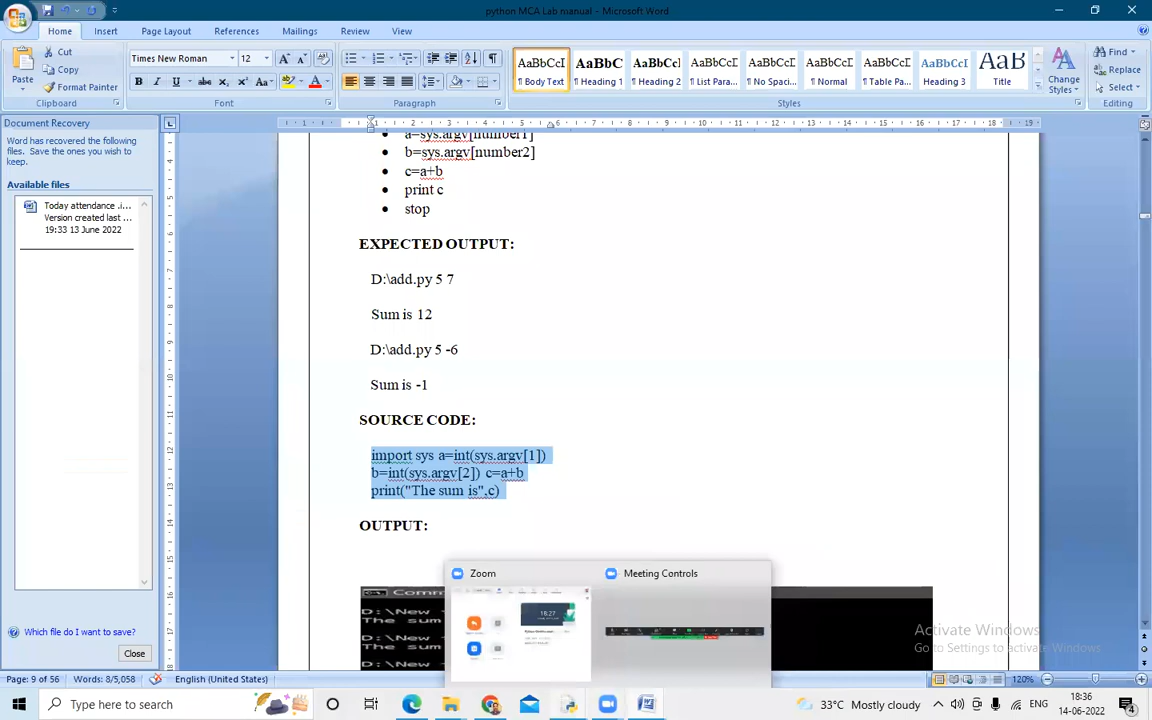 python MCA Lab manual - Microsoft Word
Home Insert Page Layout References Mailings Review View
Cut
Copy
Format Painter
Paste
Clipboard
Times New Roman 12
Font
Paragraph
AaBbCcI AaBbC AaBbCc AaBbCcI AaBbCcI AaBbCcI AaBbCcI AaBbCcI AaB
¶ Body Text Heading 1 Heading 2 ¶ List Para... ¶ No Spaci... ¶ Normal ¶ Table Pa... Heading 3 Title
Styles
Change Styles
Find
Replace
Select
Editing
Document Recovery
Word has recovered the following
files. Save the ones you wish to
keep.
Available files
Today attendance .i...
Version created last ...
19:33 13 June 2022
Which file do I want to save?
Close
a=sys.argv[number1]
b=sys.argv[number2]
c=a+b
print c
stop
EXPECTED OUTPUT:
D:\add.py 5 7
Sum is 12
D:\add.py 5 -6
Sum is -1
SOURCE CODE:
import sys a=int(sys.argv[1])
b=int(sys.argv[2]) c=a+b
print("The sum is",c)
OUTPUT:
Zoom
Meeting Controls
18:27
D:\New
The sum
D:\New
The sum
D:\New
Activate Windows
Go to Settings to activate Windows.
Page: 9 of 56 Words: 8/5,058 English (United States) 120%
Type here to search
33°C Mostly cloudy
ENG
18:36
14-06-2022
4